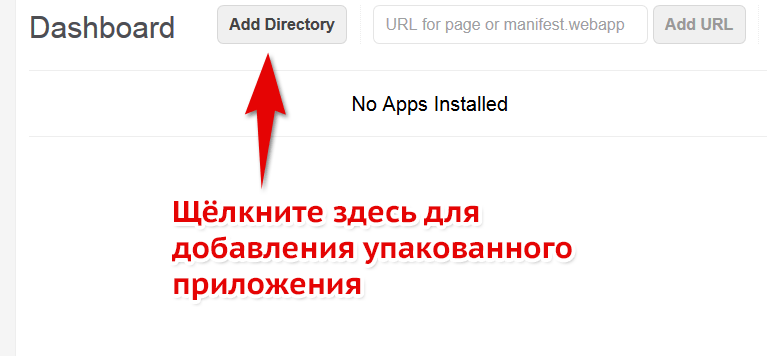 Dashboard Add Directory URL for page or manifest.webapp Add URL
No Apps Installed
Щёлкните здесь для
добавления упакованного
приложения